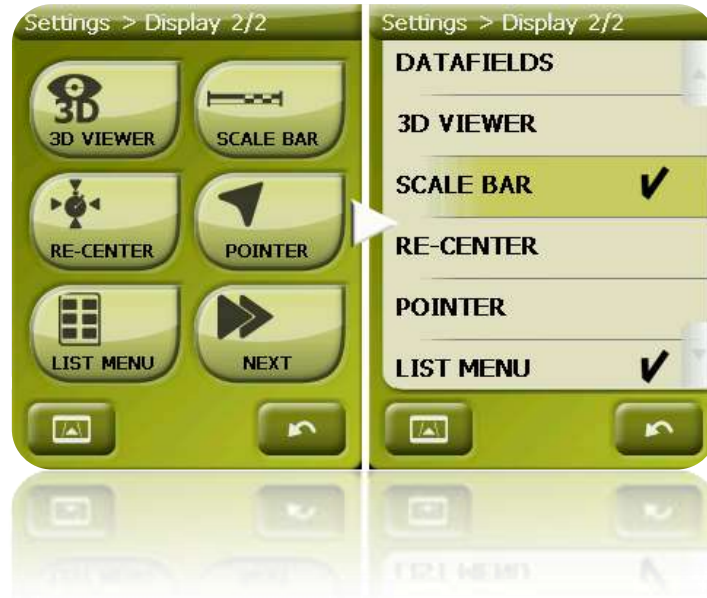 Settings > Display 2/2
3D
3D VIEWER
SCALE BAR
RE-CENTER
POINTER
LIST MENU
NEXT
Settings > Display 2/2
DATAFIELDS
3D VIEWER
SCALE BAR
RE-CENTER
POINTER
LIST MENU